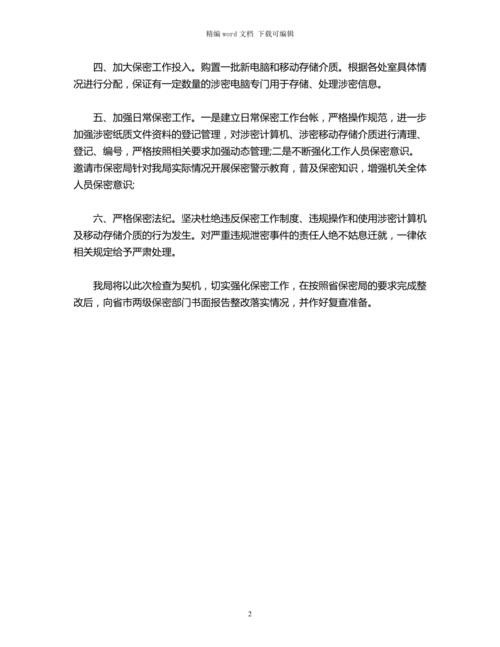 精编 word 文档 下载可编辑
四、加大保密工作投入。购置一批新电脑和移动存储介质。根据各处室具体情
况进行分配，保证有一定数量的涉密电脑专门用于存储、处理涉密信息。
五、加强日常保密工作。一是建立日常保密工作台帐，严格操作规范，进一步
加强涉密纸质文件资料的登记管理，对涉密计算机、涉密移动存储介质进行清理、
登记、编号，严格按照相关要求加强动态管理;二是不断强化工作人员保密意识。
邀请市保密局针对我局实际情况开展保密警示教育，普及保密知识，增强机关全体
人员保密意识;
六、严格保密法纪。坚决杜绝违反保密工作制度、违规操作和使用涉密计算机
及移动存储介质的行为发生。对严重违规泄密事件的责任人绝不姑息迁就，一律依
相关规定给予严肃处理。
我局将以此次检查为契机，切实强化保密工作，在按照省保密局的要求完成整
改后，向省市两级保密部门书面报告整改落实情况，并作好复查准备。
2